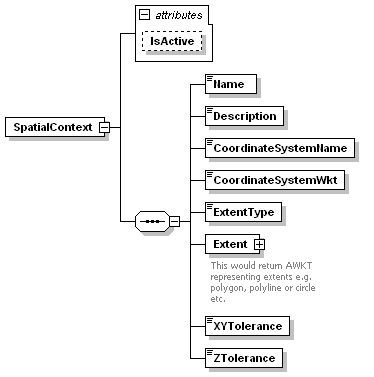 attributes
IsActive
SpatialContext
Name
Description
CoordinateSystemName
CoordinateSystemWkt
ExtentType
Extent
This would return AWKT
representing extents e.g.
polygon, polyline or circle
etc.
XYTolerance
ZTolerance